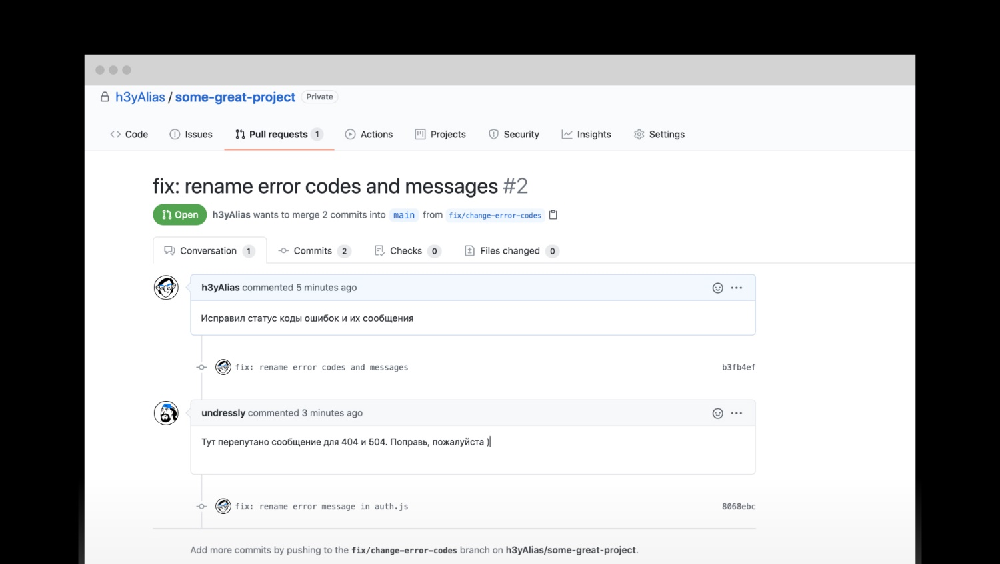 h3yAlias / some-great-project Private
Code Issues Pull requests 1 Actions Projects Security Insights Settings
fix: rename error codes and messages #2
Open h3yAlias wants to merge 2 commits into main from fix/change-error-codes
Conversation 1 Commits 2 Checks 0 Files changed 0
h3yAlias commented 5 minutes ago
Исправил статус коды ошибок и их сообщения
fix: rename error codes and messages b3fb4ef
undressly commented 3 minutes ago
Тут перепутано сообщение для 404 и 504. Поправь, пожалуйста )
fix: rename error message in auth.js 8068ebc
Add more commits by pushing to the fix/change-error-codes branch on h3yAlias/some-great-project.